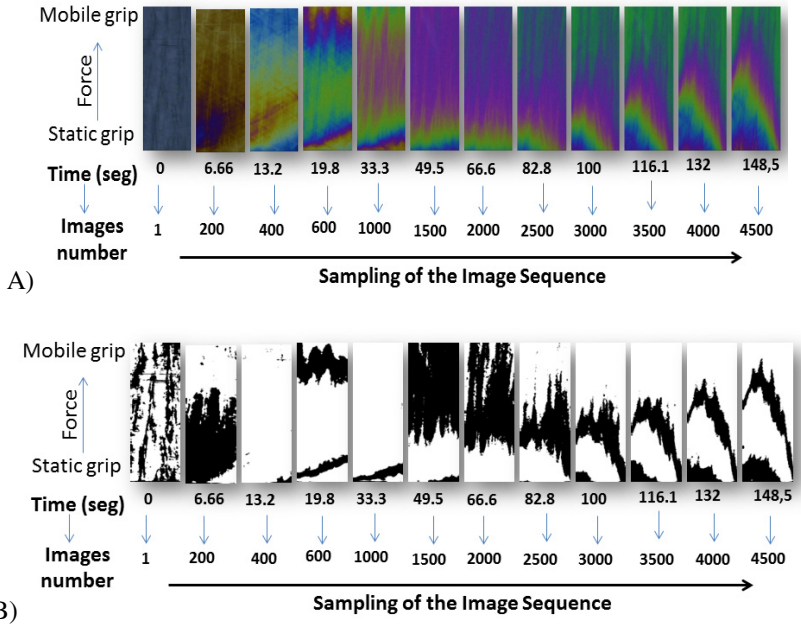 Mobile grip
Force
Static grip
Time (seg) 0 6.66 13.2 19.8 33.3 49.5 66.6 82.8 100 116.1 132 148,5
Images number 1 200 400 600 1000 1500 2000 2500 3000 3500 4000 4500
Sampling of the Image Sequence
A)
Mobile grip
Force
Static grip
Time (seg) 0 6.66 13.2 19.8 33.3 49.5 66.6 82.8 100 116.1 132 148,5
Images number 1 200 400 600 1000 1500 2000 2500 3000 3500 4000 4500
Sampling of the Image Sequence
B)